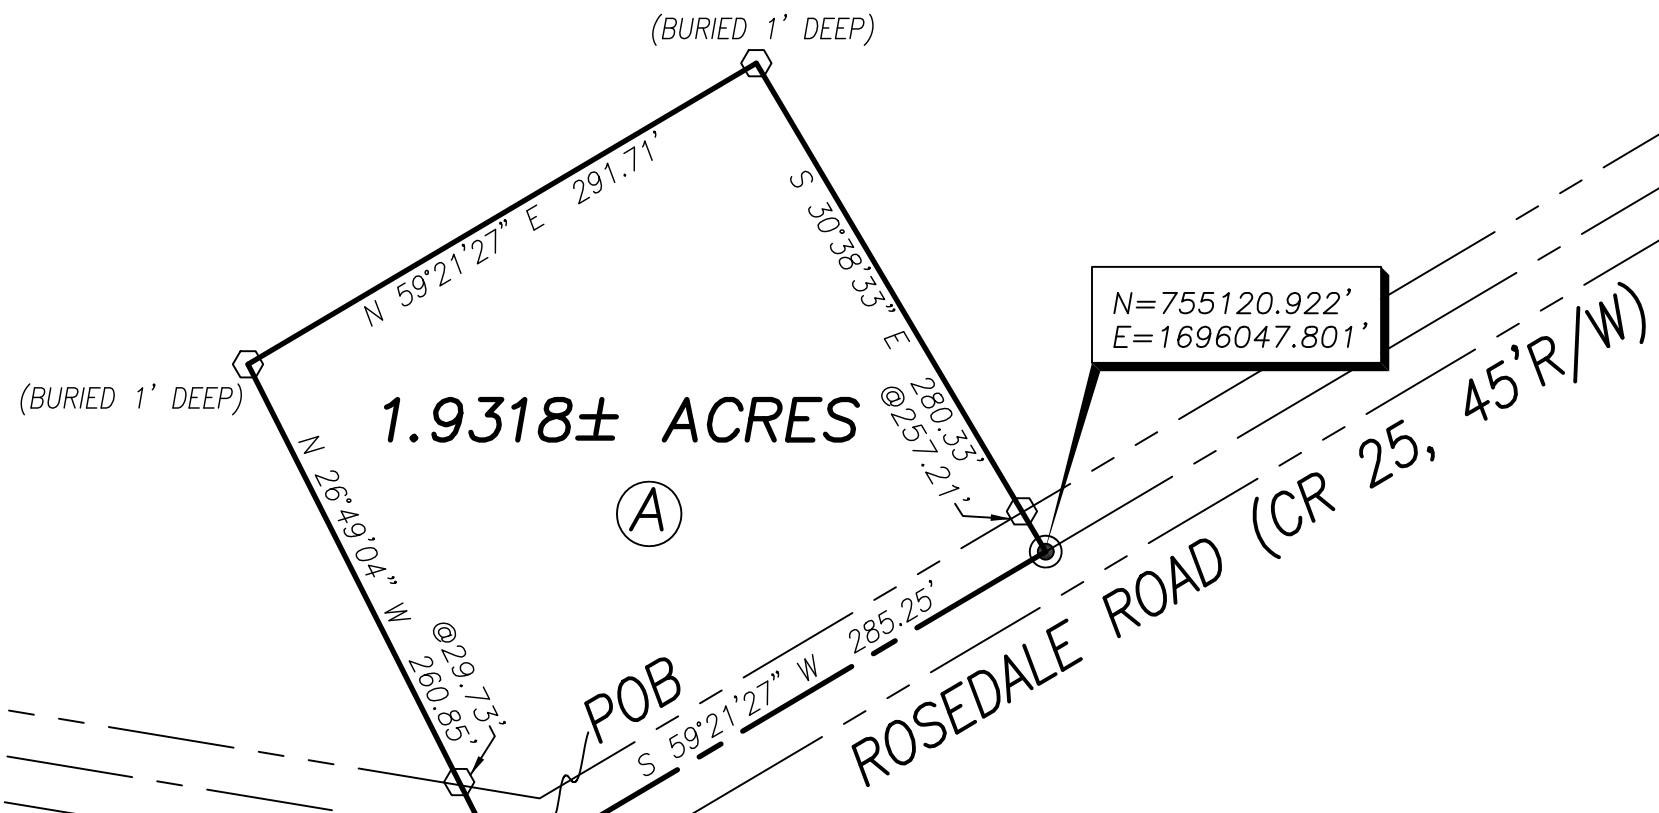 (BURIED 1' DEEP)
N 59°21'27" E 291.71'
S 30°38'33" E 280.33'
@257.21'
N=755120.922'
E=1696047.801'
(BURIED 1' DEEP)
1.9318± ACRES
A
N 26°49'04" W 260.85'
@29.73'
POB
S 59°21'27" W 285.25'
ROSEDALE ROAD (CR 25, 45'R/W)